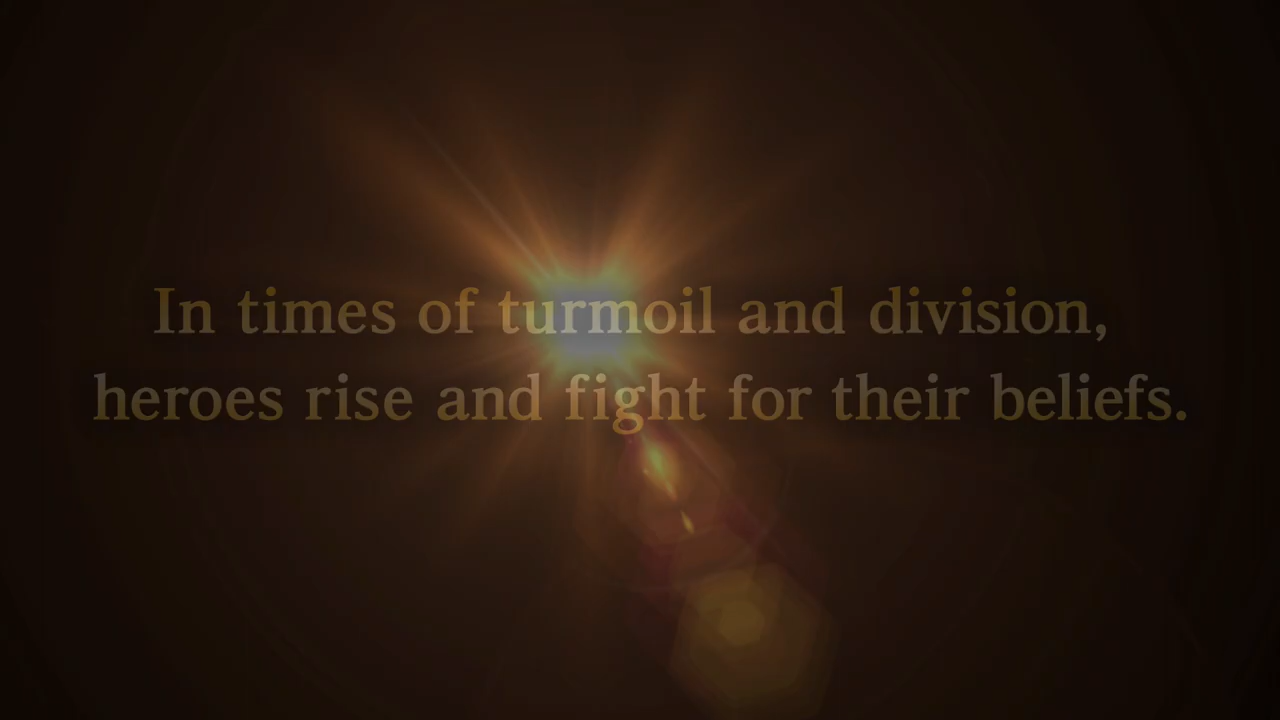 In times of turmoil and division,
heroes rise and fight for their beliefs.